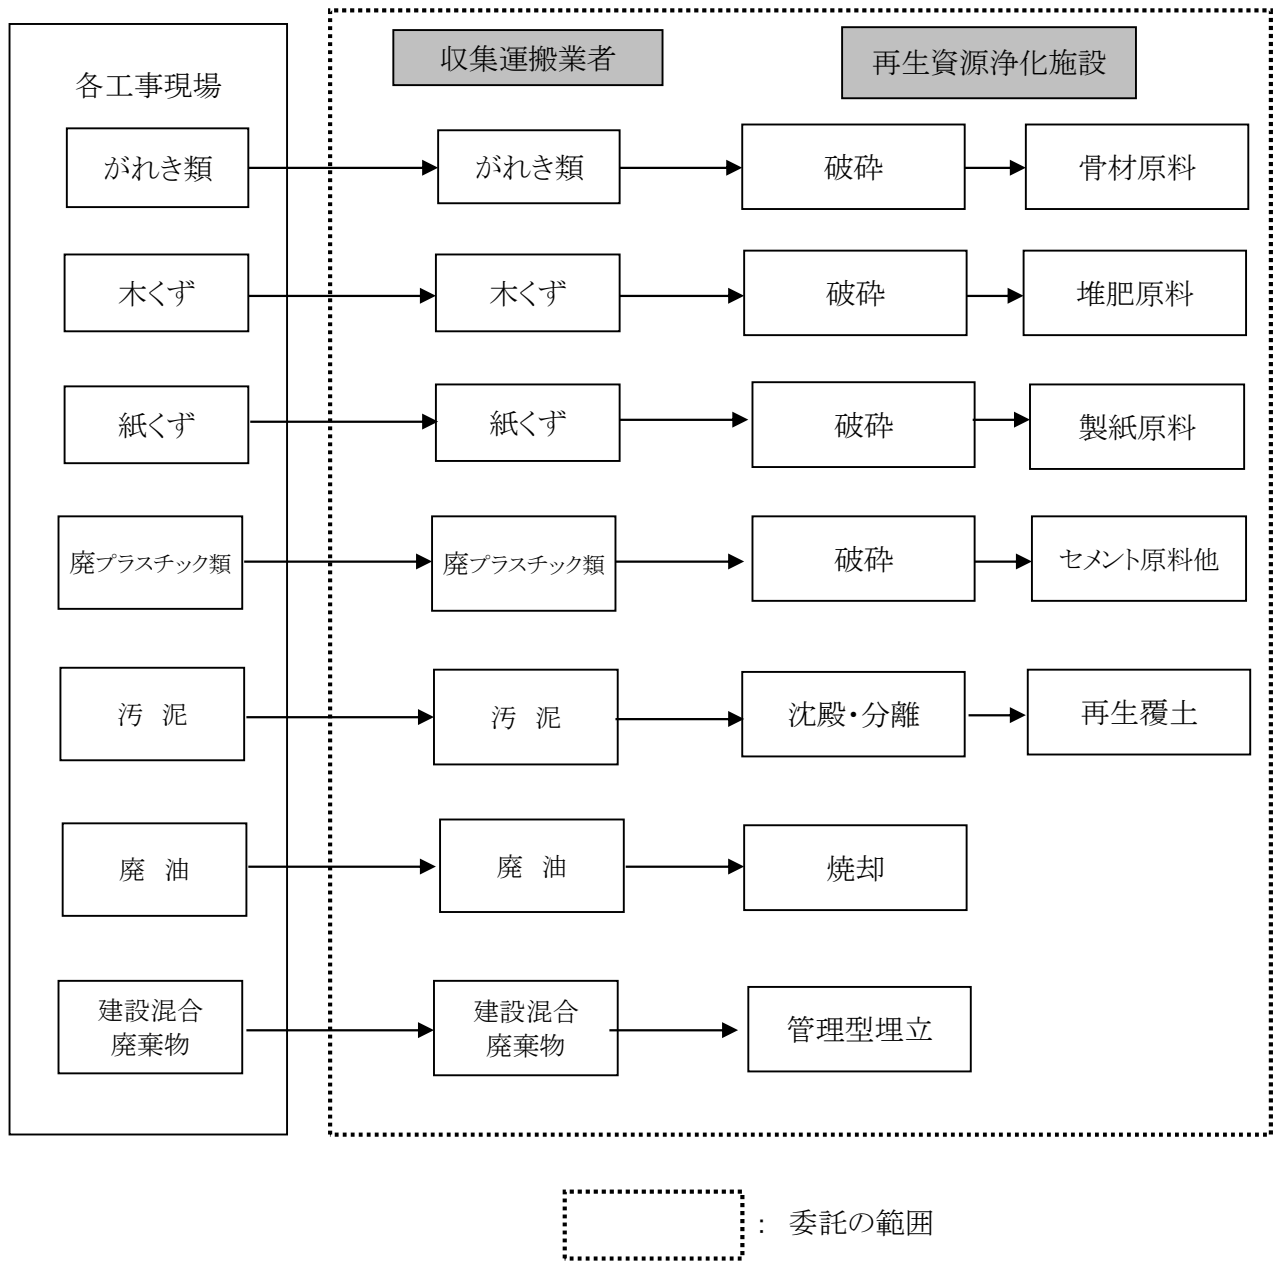 収集運搬業者
再生資源浄化施設
各工事現場
がれき類
がれき類
破砕
骨材原料
木くず
木くず
破砕
堆肥原料
紙くず
紙くず
破砕
製紙原料
廃プラスチック類
廃プラスチック類
破砕
セメント原料他
汚 泥
汚 泥
沈殿・分離
再生覆土
廃 油
廃 油
焼却
建設混合
廃棄物
建設混合
廃棄物
管理型埋立
： 委託の範囲